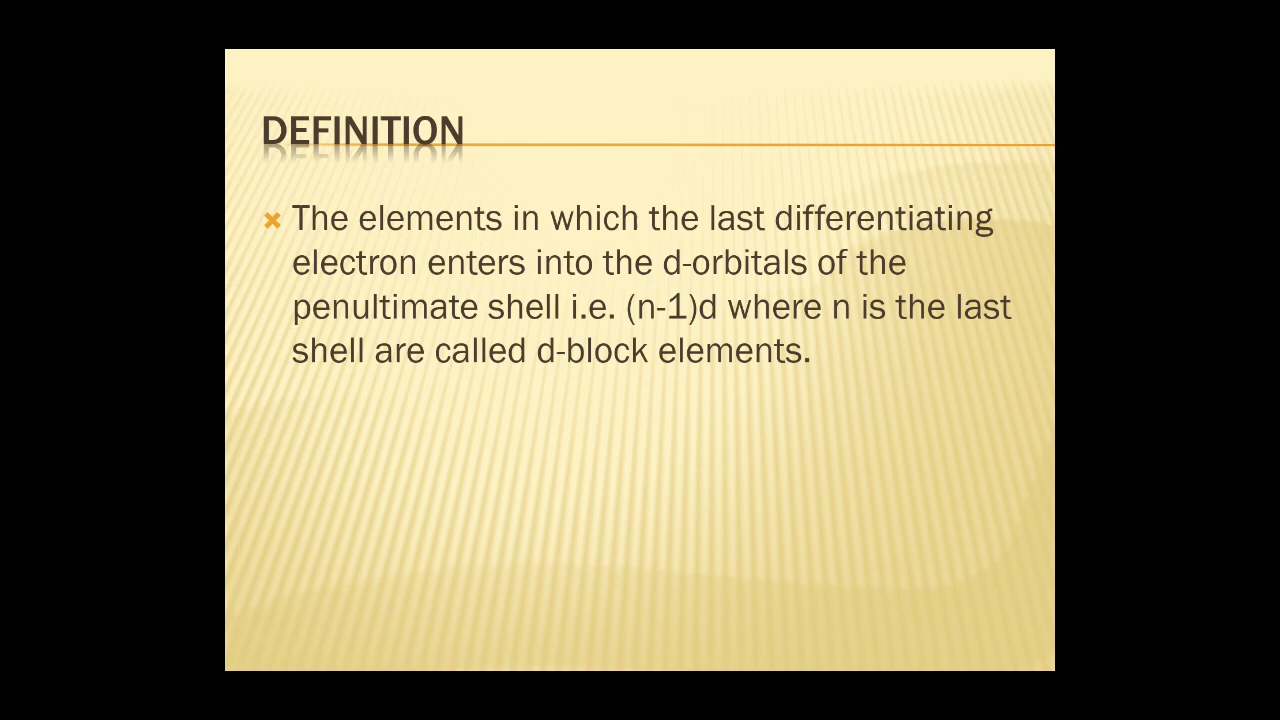 DEFINITION
The elements in which the last differentiating
electron enters into the d-orbitals of the
penultimate shell i.e. (n-1)d where n is the last
shell are called d-block elements.